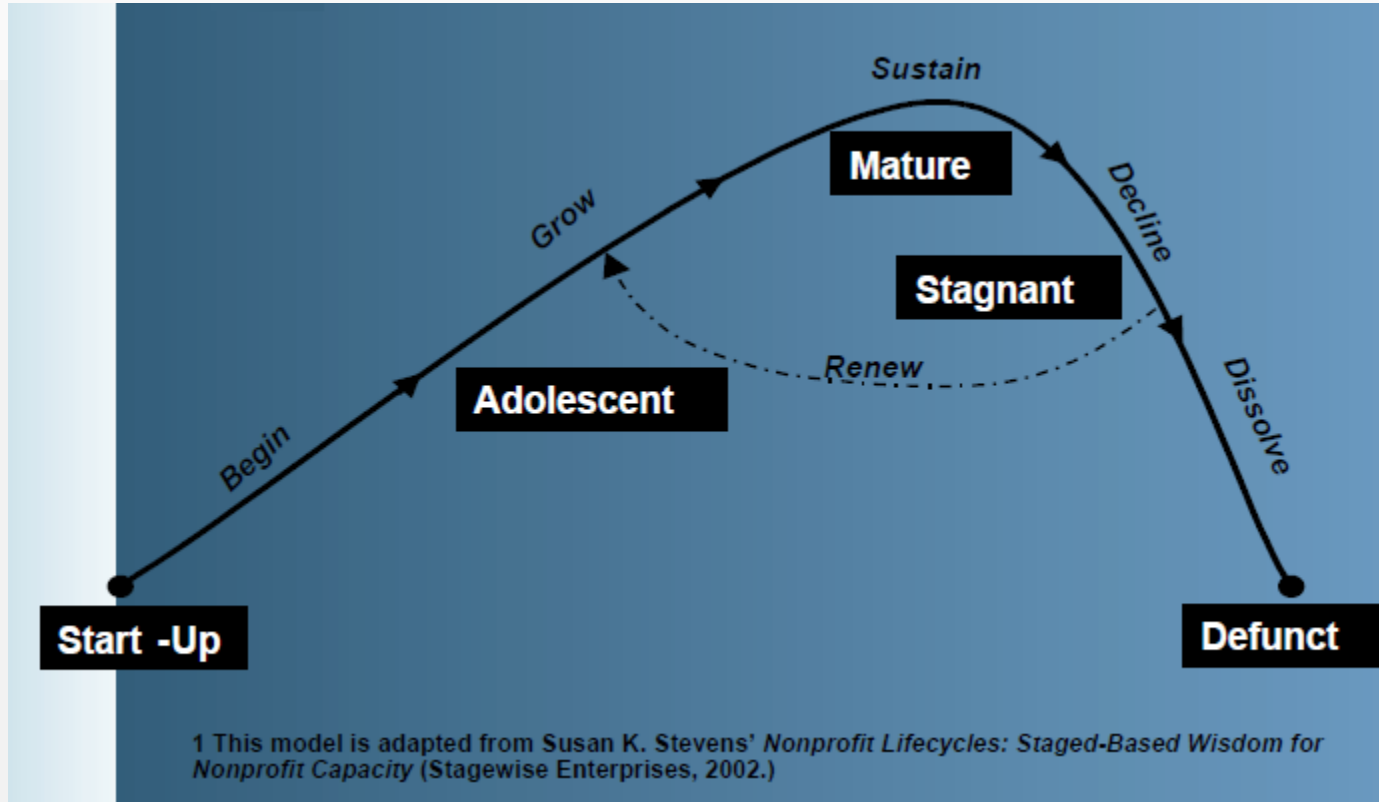 Sustain
Mature
Grow
Decline
Stagnant
Renew
Adolescent
Dissolve
Begin
Start -Up
Defunct
1 This model is adapted from Susan K. Stevens’ Nonprofit Lifecycles: Staged-Based Wisdom for
Nonprofit Capacity (Stagewise Enterprises, 2002.)